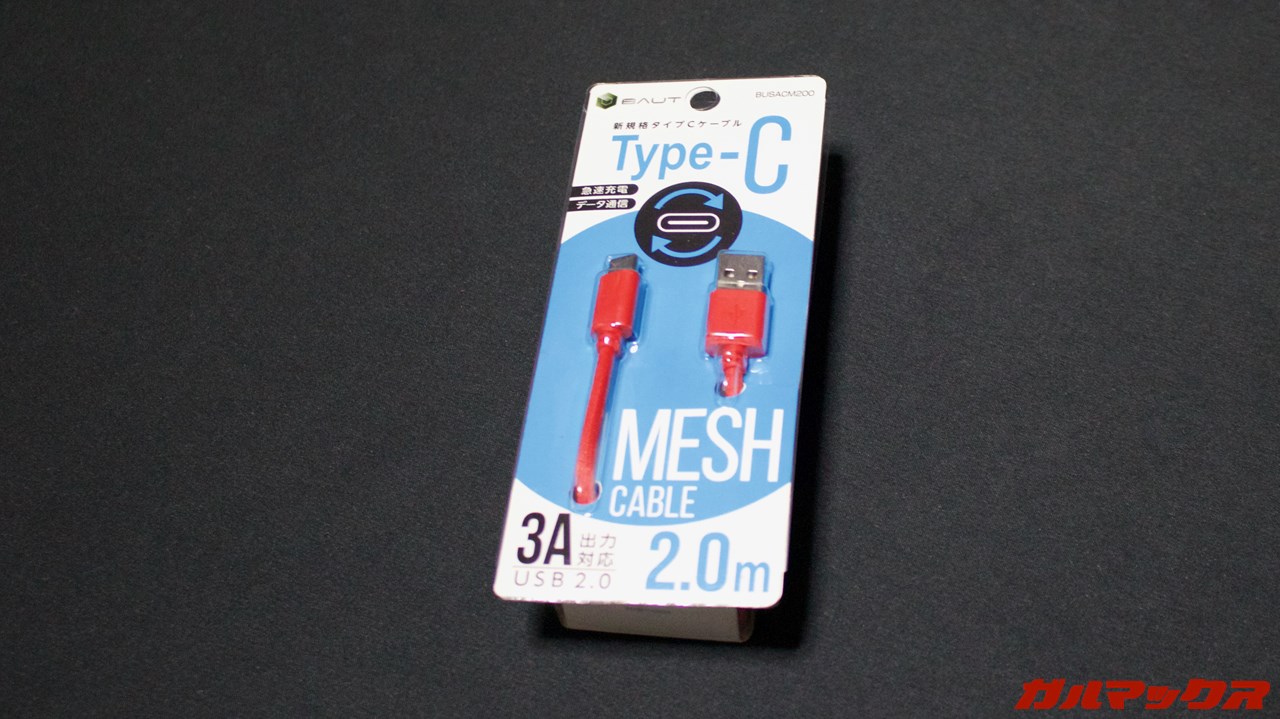 BAUT
BUSACM200
新規格タイプCケーブル
Type-C
急速充電
データ通信
MESH
CABLE
3A 出力対応
USB 2.0
2.0m
ガルマックス